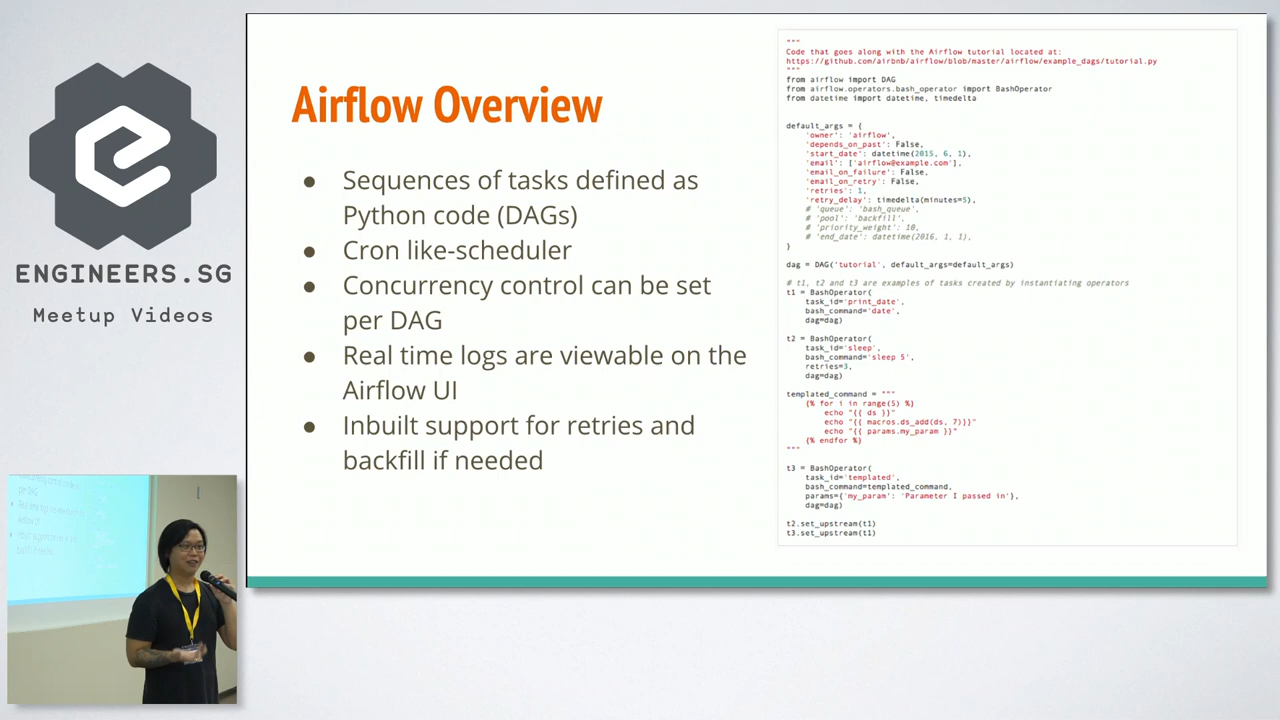 ENGINEERS.SG
Meetup Videos
Airflow Overview
● Sequences of tasks defined as
Python code (DAGs)
● Cron like-scheduler
● Concurrency control can be set
per DAG
● Real time logs are viewable on the
Airflow UI
● Inbuilt support for retries and
backfill if needed
"""
Code that goes along with the Airflow tutorial located at:
https://github.com/airbnb/airflow/blob/master/airflow/example_dags/tutorial.py
"""
from airflow import DAG
from airflow.operators.bash_operator import BashOperator
from datetime import datetime, timedelta
default_args = {
'owner': 'airflow',
'depends_on_past': False,
'start_date': datetime(2015, 6, 1),
'email': ['airflow@example.com'],
'email_on_failure': False,
'email_on_retry': False,
'retries': 1,
'retry_delay': timedelta(minutes=5),
# 'queue': 'bash_queue',
# 'pool': 'backfill',
# 'priority_weight': 10,
# 'end_date': datetime(2016, 1, 1),
}
dag = DAG('tutorial', default_args=default_args)
# t1, t2 and t3 are examples of tasks created by instantiating operators
t1 = BashOperator(
task_id='print_date',
bash_command='date',
dag=dag)
t2 = BashOperator(
task_id='sleep',
bash_command='sleep 5',
retries=3,
dag=dag)
templated_command = """
{% for i in range(5) %}
echo "{{ ds }}"
echo "{{ macros.ds_add(ds, 7)}}"
echo "{{ params.my_param }}"
{% endfor %}
"""
t3 = BashOperator(
task_id='templated',
bash_command=templated_command,
params={'my_param': 'Parameter I passed in'},
dag=dag)
t2.set_upstream(t1)
t3.set_upstream(t1)